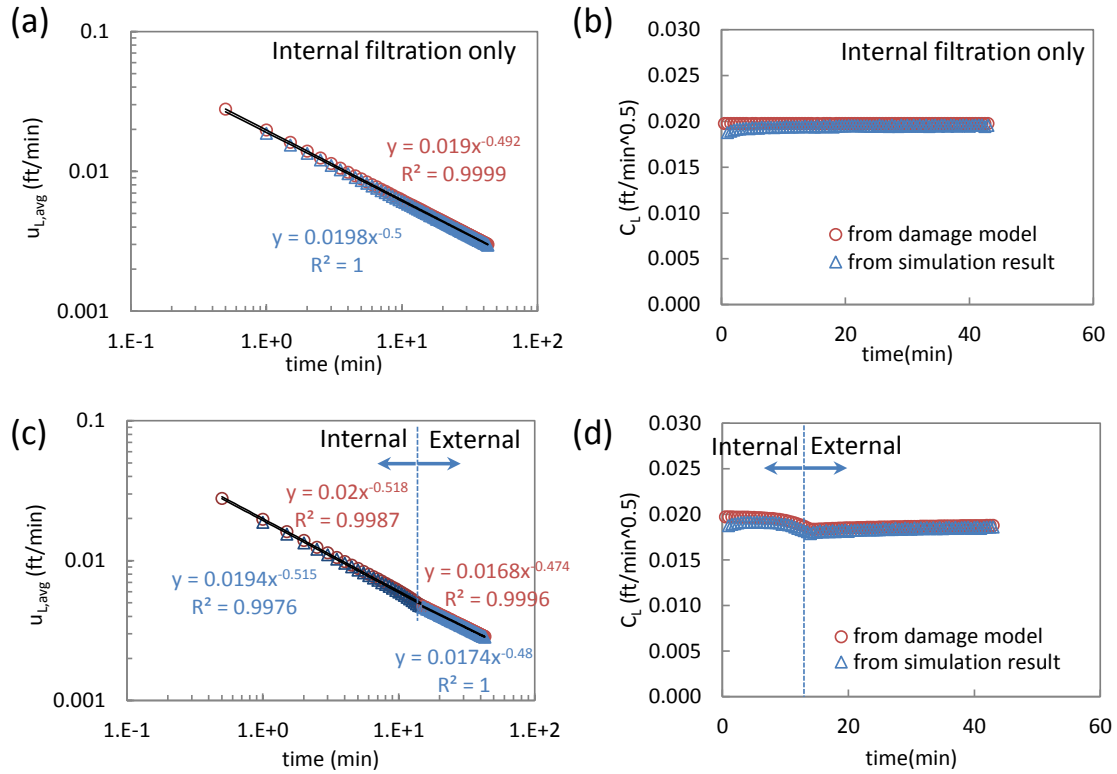 (a)
Internal filtration only
0.1
0.01
0.001
u_L,avg (ft/min)
y = 0.019x^-0.492
R² = 0.9999
y = 0.0198x^-0.5
R² = 1
1.E-1 1.E+0 1.E+1 1.E+2
time (min)
(b)
Internal filtration only
0.030
0.025
0.020
0.015
0.010
0.005
0.000
C_L (ft/min^0.5)
from damage model
from simulation result
0 20 40 60
time(min)
(c)
Internal External
0.1
0.01
0.001
u_L,avg (ft/min)
y = 0.02x^-0.518
R² = 0.9987
y = 0.0194x^-0.515
R² = 0.9976
y = 0.0168x^-0.474
R² = 0.9996
y = 0.0174x^-0.48
R² = 1
1.E-1 1.E+0 1.E+1 1.E+2
time (min)
(d)
Internal External
0.030
0.025
0.020
0.015
0.010
0.005
0.000
C_L (ft/min^0.5)
from damage model
from simulation result
0 20 40 60
time(min)